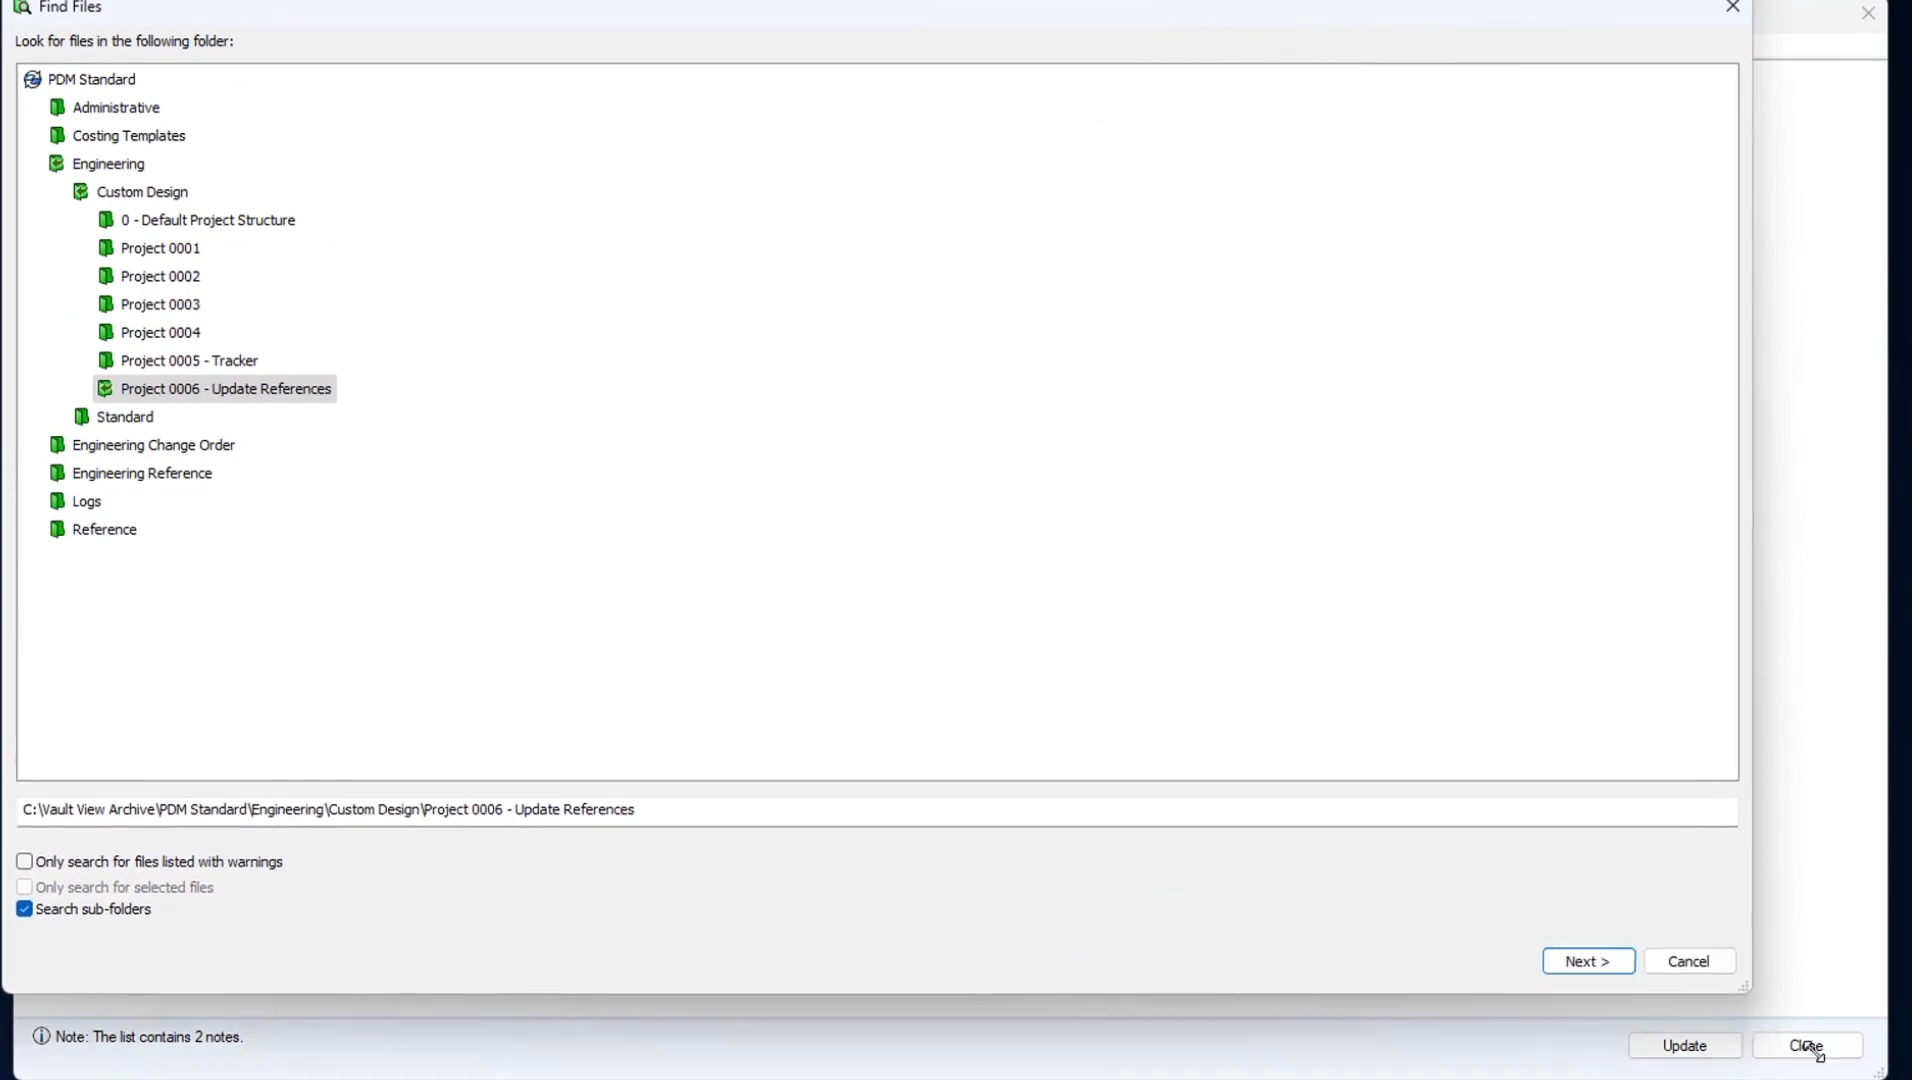 Find Files
Look for files in the following folder:
PDM Standard
Administrative
Costing Templates
Engineering
Custom Design
0 - Default Project Structure
Project 0001
Project 0002
Project 0003
Project 0004
Project 0005 - Tracker
Project 0006 - Update References
Standard
Engineering Change Order
Engineering Reference
Logs
Reference
C:\Vault View Archive\PDM Standard\Engineering\Custom Design\Project 0006 - Update References
Only search for files listed with warnings
Only search for selected files
Search sub-folders
Next > Cancel
Note: The list contains 2 notes.
Update Close